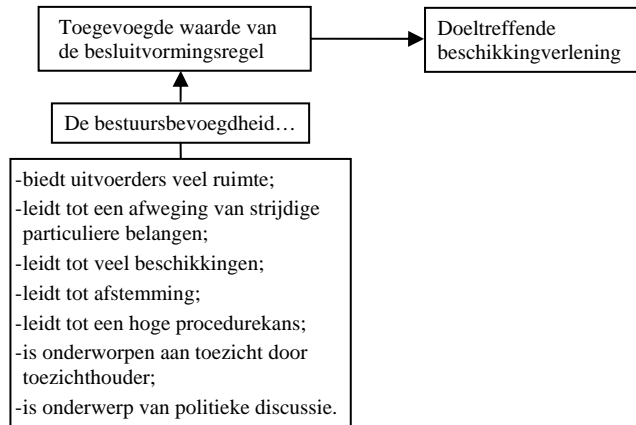 Toegevoegde waarde van
de besluitvormingsregel
Doeltreffende
beschikkingverlening
De bestuursbevoegdheid…
-biedt uitvoerders veel ruimte;
-leidt tot een afweging van strijdige
particuliere belangen;
-leidt tot veel beschikkingen;
-leidt tot afstemming;
-leidt tot een hoge procedurekans;
-is onderworpen aan toezicht door
toezichthouder;
-is onderwerp van politieke discussie.